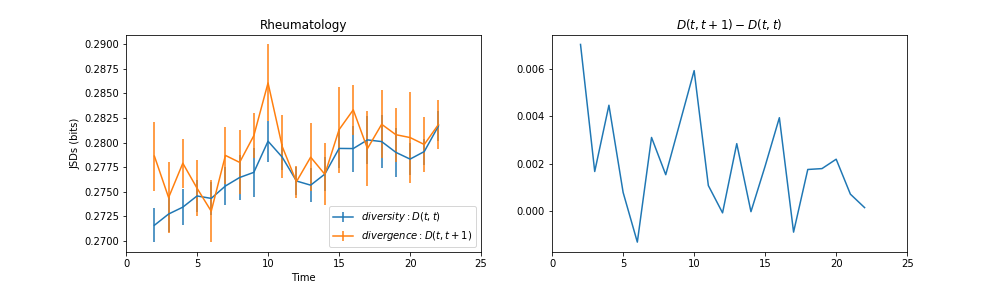 Rheumatology
JSDs (bits)
0.2900
0.2875
0.2850
0.2825
0.2800
0.2775
0.2750
0.2725
0.2700
0 5 10 15 20 25
Time
diversity : D(t, t)
divergence : D(t, t + 1)
D(t, t + 1) − D(t, t)
0.006
0.004
0.002
0.000
0 5 10 15 20 25